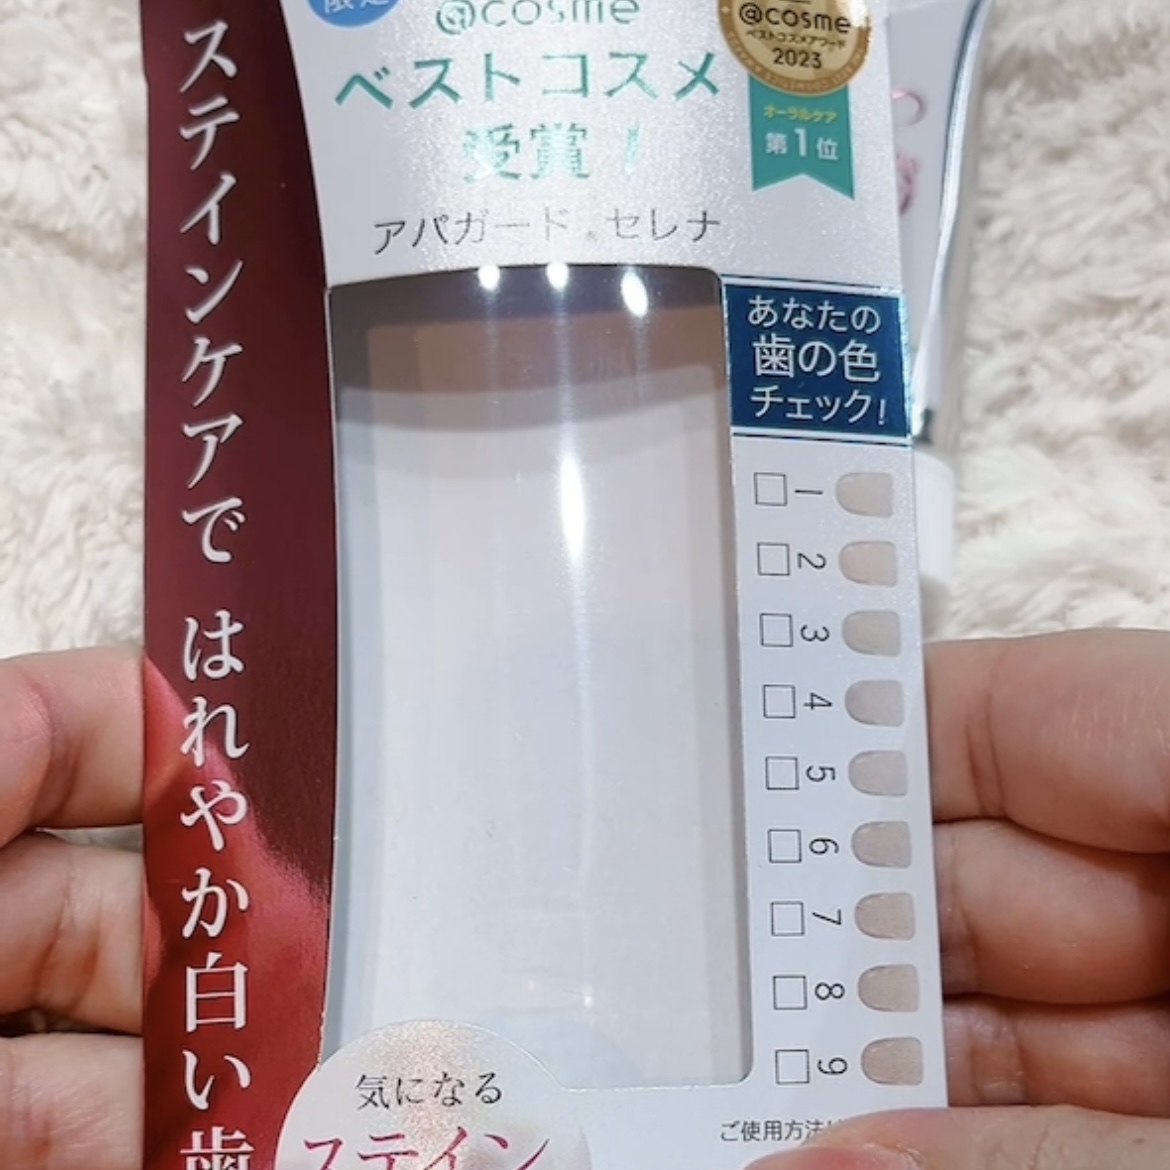 限定
@cosme
ベストコスメ
受賞！
アパガード®セレナ
@cosme
ベストコスメアワード
2023
オーラルケア
第1位
ステインケアで はれやか白い歯
あなたの
歯の色
チェック！
1
2
3
4
5
6
7
8
9
気になる
ステイン
ご使用方法は